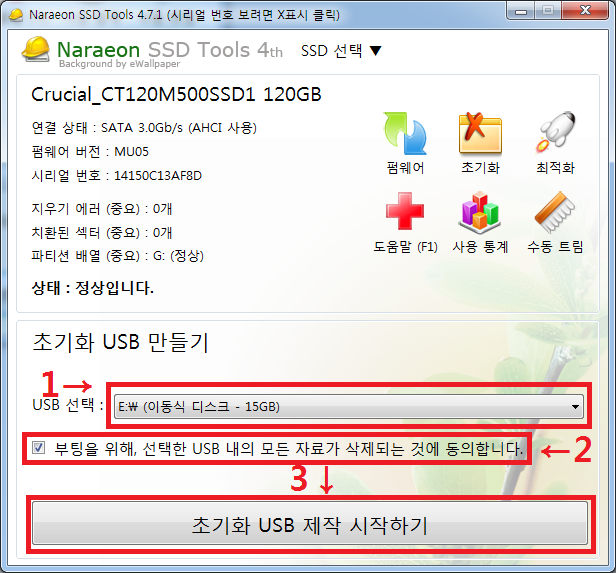 Naraeon SSD Tools 4.7.1 (시리얼 번호 보려면 X표시 클릭)
Naraeon SSD Tools 4th
Background by eWallpaper
SSD 선택 ▼
Crucial_CT120M500SSD1 120GB
연결 상태 : SATA 3.0Gb/s (AHCI 사용)
펌웨어 버전 : MU05
시리얼 번호 : 14150C13AF8D
지우기 에러 (중요) : 0개
치환된 섹터 (중요) : 0개
파티션 배열 (중요) : G: (정상)
상태 : 정상입니다.
펌웨어
초기화
최적화
도움말 (F1)
사용 통계
수동 트림
초기화 USB 만들기
1→
USB 선택 :
E:₩ (이동식 디스크 - 15GB)
부팅을 위해, 선택한 USB 내의 모든 자료가 삭제되는 것에 동의합니다.
←2
3↓
초기화 USB 제작 시작하기